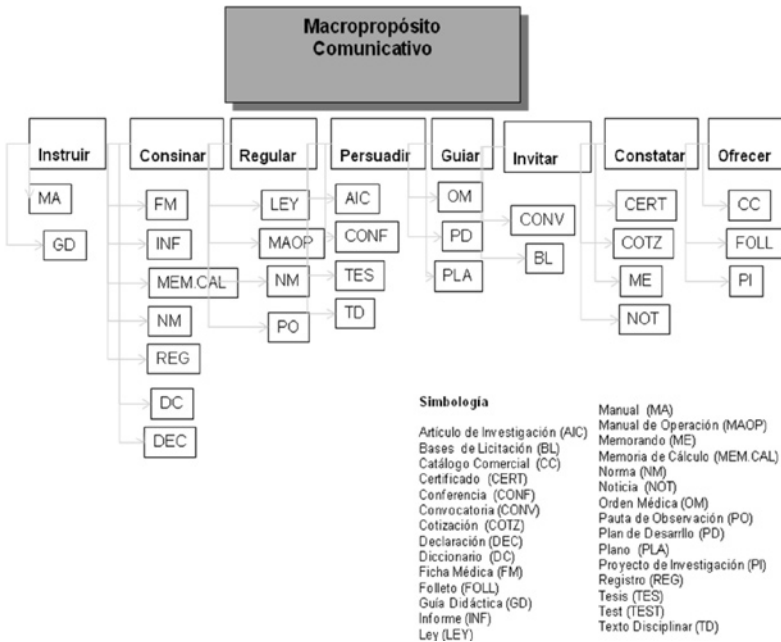 Macropropósito
Comunicativo
Instruir
Consinar
Regular
Persuadir
Guiar
Invitar
Constatar
Ofrecer
MA
GD
FM
INF
MEM.CAL
NM
REG
DC
DEC
LEY
MAOP
NM
PO
AIC
CONF
TES
TD
OM
PD
PLA
CONV
BL
CERT
COTZ
ME
NOT
CC
FOLL
PI
Simbología
Artículo de Investigación (AIC)
Bases de Licitación (BL)
Catálogo Comercial (CC)
Certificado (CERT)
Conferencia (CONF)
Convocatoria (CONV)
Cotización (COTZ)
Declaración (DEC)
Diccionario (DC)
Ficha Médica (FM)
Folleto (FOLL)
Guía Didáctica (GD)
Informe (INF)
Ley (LEY)
Manual (MA)
Manual de Operación (MAOP)
Memorando (ME)
Memoria de Cálculo (MEM.CAL)
Norma (NM)
Noticia (NOT)
Orden Médica (OM)
Pauta de Observación (PO)
Plan de Desarrllo (PD)
Plano (PLA)
Proyecto de Investigación (PI)
Registro (REG)
Tesis (TES)
Test (TEST)
Texto Disciplinar (TD)